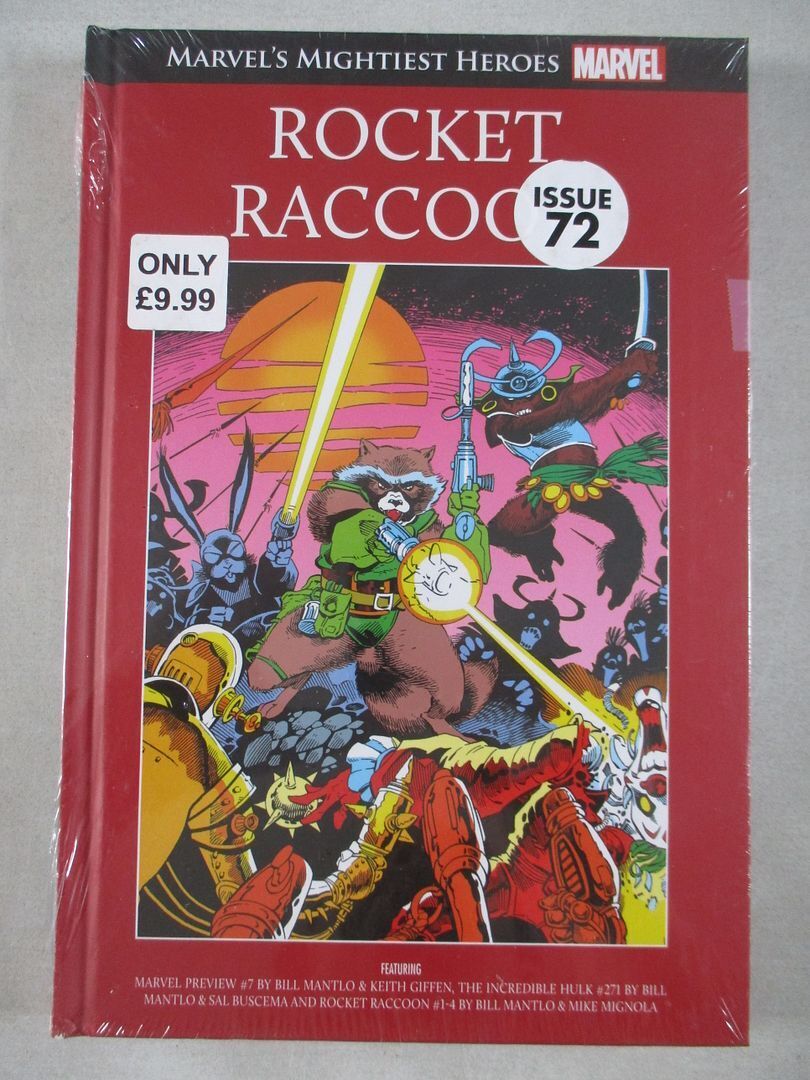 MARVEL'S MIGHTIEST HEROES MARVEL
ROCKET
RACCOO
ISSUE
72
ONLY
£9.99
FEATURING
MARVEL PREVIEW #7 BY BILL MANTLO & KEITH GIFFEN, THE INCREDIBLE HULK #271 BY BILL
MANTLO & SAL BUSCEMA AND ROCKET RACCOON #1-4 BY BILL MANTLO & MIKE MIGNOLA